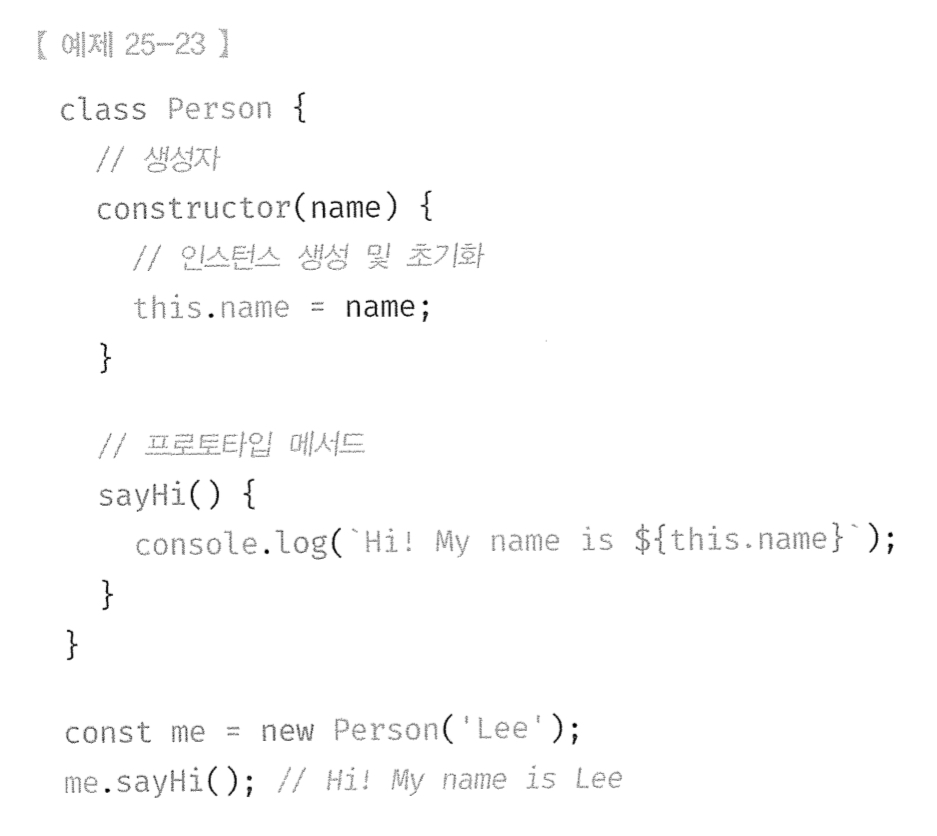 【 예제 25-23 】
class Person {
// 생성자
constructor(name) {
// 인스턴스 생성 및 초기화
this.name = name;
}
// 프로토타입 메서드
sayHi() {
console.log(`Hi! My name is ${this.name}`);
}
}
const me = new Person('Lee');
me.sayHi(); // Hi! My name is Lee